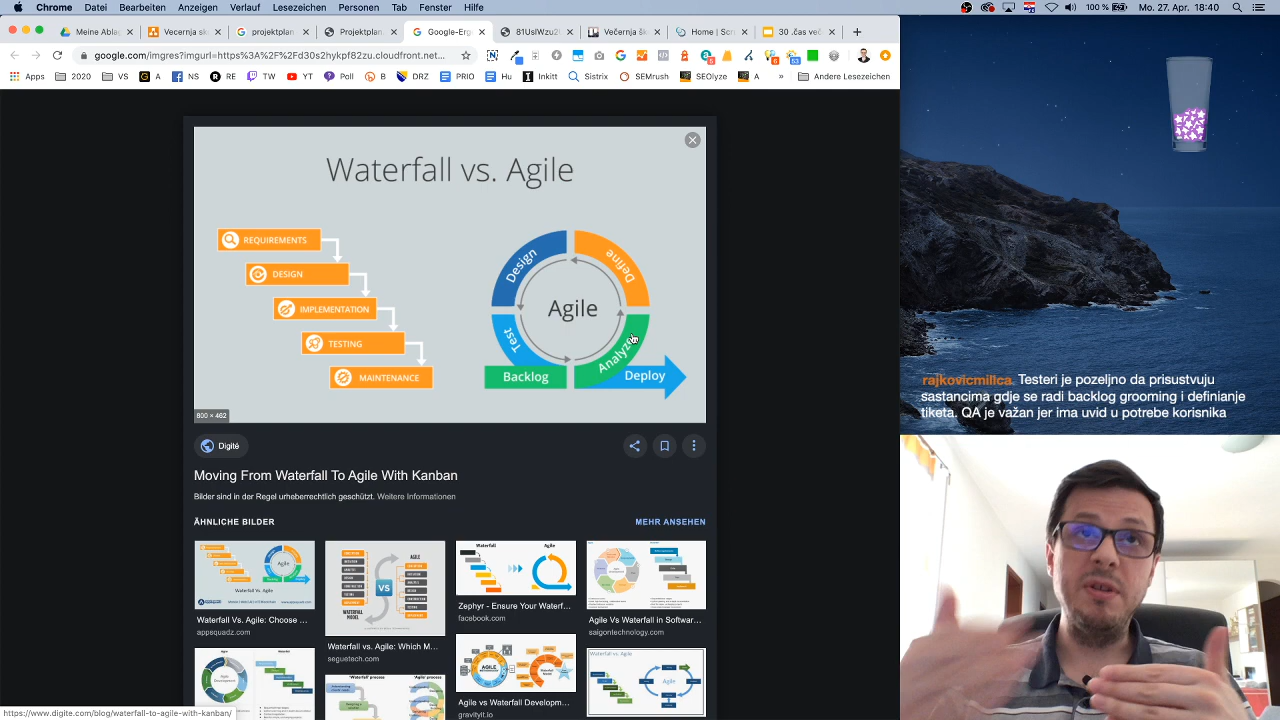 Chrome Ablage Bearbeiten Anzeigen Verlauf Lesezeichen Personen Tab Fenster Hilfe
100 % Mo. 27. Apr. 18:40
Meine Ablag
Vecernja sk
projektplan
Projektplan
Google-Erg
81UslWzu2
Večernja šk
Home | Scr
30 .čas več
google.com/imgres?imgurl=https%3A%2F%2Fd30s2hykpf82zu.cloudfront.net...
Apps 2020 VS A NS RE TW YT Poll B DRZ PRIO Hu Inkitt Sistrix SEMrush SEOlyze A » Andere Lesezeichen
Waterfall vs. Agile
REQUIREMENTS
DESIGN
IMPLEMENTATION
TESTING
MAINTENANCE
Design
Define
Agile
Test
Analyze
Backlog
Deploy
800 × 462
Digité
Moving From Waterfall To Agile With Kanban
Bilder sind in der Regel urheberrechtlich geschützt. Weitere Informationen
ÄHNLICHE BILDER
MEHR ANSEHEN
Waterfall Vs. Agile: Choose ...
appsquadz.com
Waterfall vs. Agile: Which M...
seguetech.com
Zephyr - Ensure Your Waterf...
facebook.com
Agile Vs Waterfall in Softwar...
saigontechnology.com
Agile vs Waterfall Developm...
gravityit.io
https://www.digite.com/blog/waterfall-to-agile-with-kanban/
rajkovicmilica. Testeri je pozeljno da prisustvuju
sastancima gdje se radi backlog grooming i definianje
tiketa. QA je važan jer ima uvid u potrebe korisnika